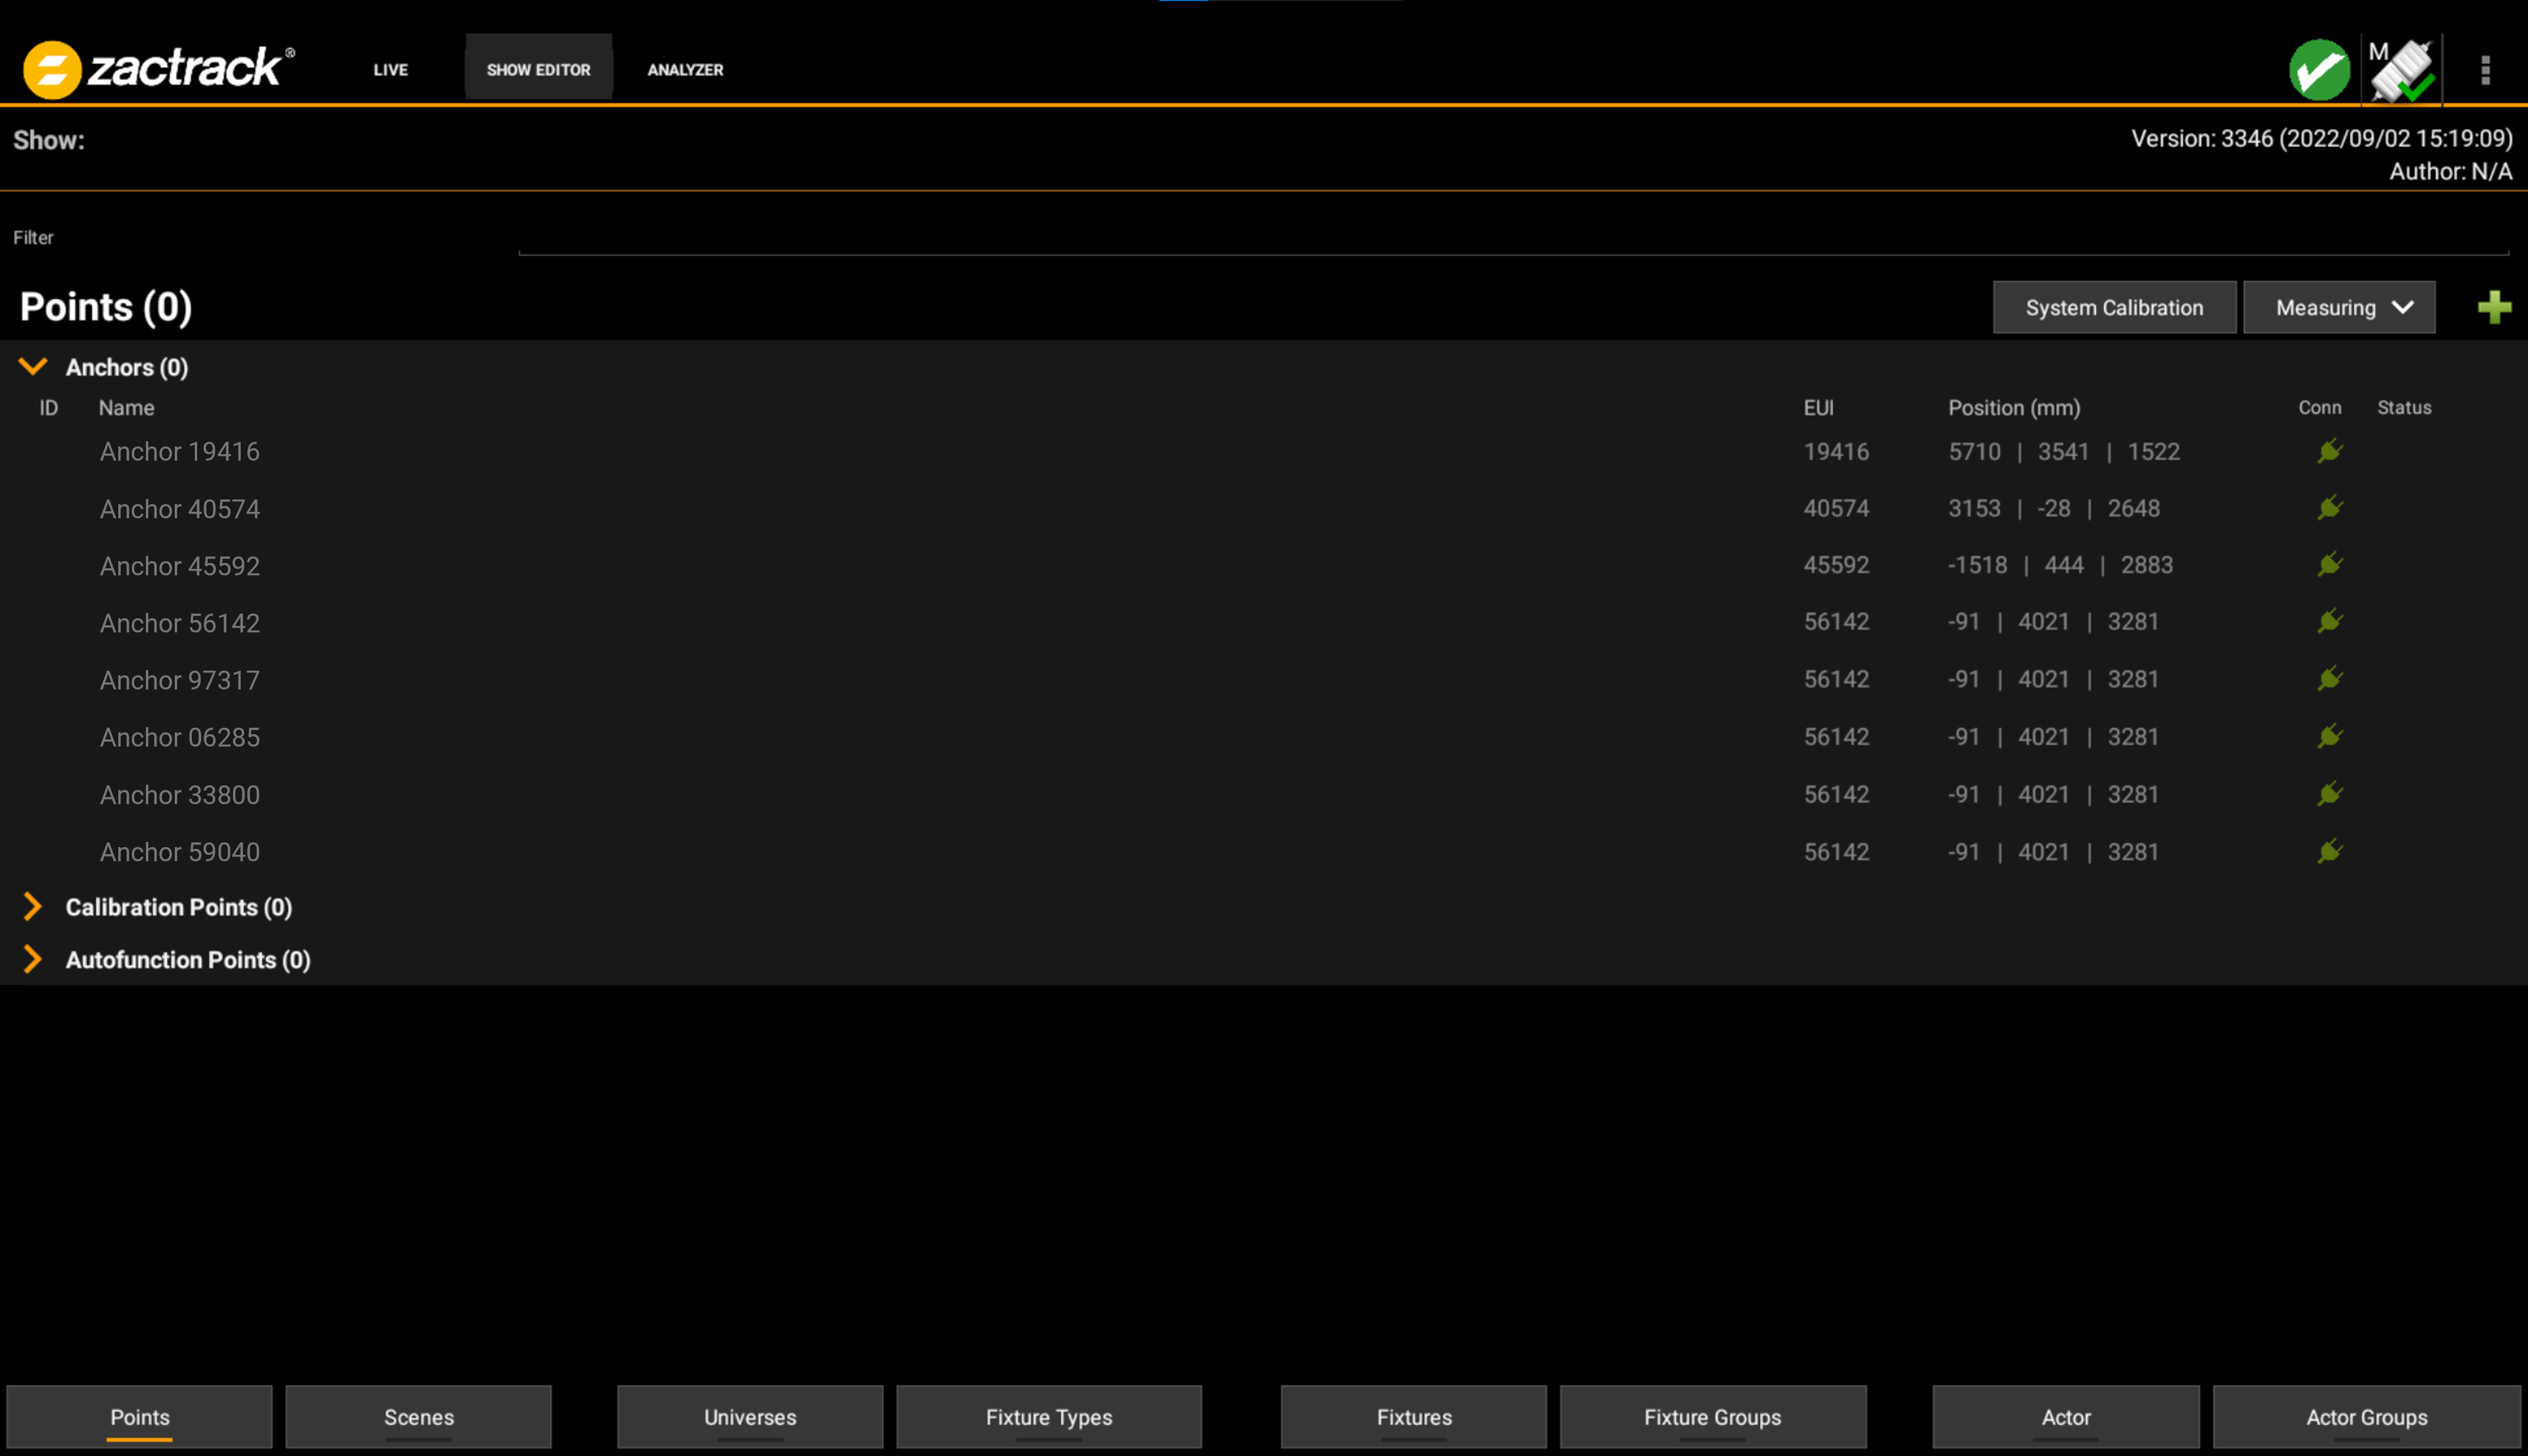 zactrack®
LIVE
SHOW EDITOR
ANALYZER
M
Show:
Version: 3346 (2022/09/02 15:19:09)
Author: N/A
Filter
Points (0)
System Calibration
Measuring
Anchors (0)
ID Name EUI Position (mm) Conn Status
Anchor 19416 19416 5710 | 3541 | 1522
Anchor 40574 40574 3153 | -28 | 2648
Anchor 45592 45592 -1518 | 444 | 2883
Anchor 56142 56142 -91 | 4021 | 3281
Anchor 97317 56142 -91 | 4021 | 3281
Anchor 06285 56142 -91 | 4021 | 3281
Anchor 33800 56142 -91 | 4021 | 3281
Anchor 59040 56142 -91 | 4021 | 3281
Calibration Points (0)
Autofunction Points (0)
Points
Scenes
Universes
Fixture Types
Fixtures
Fixture Groups
Actor
Actor Groups